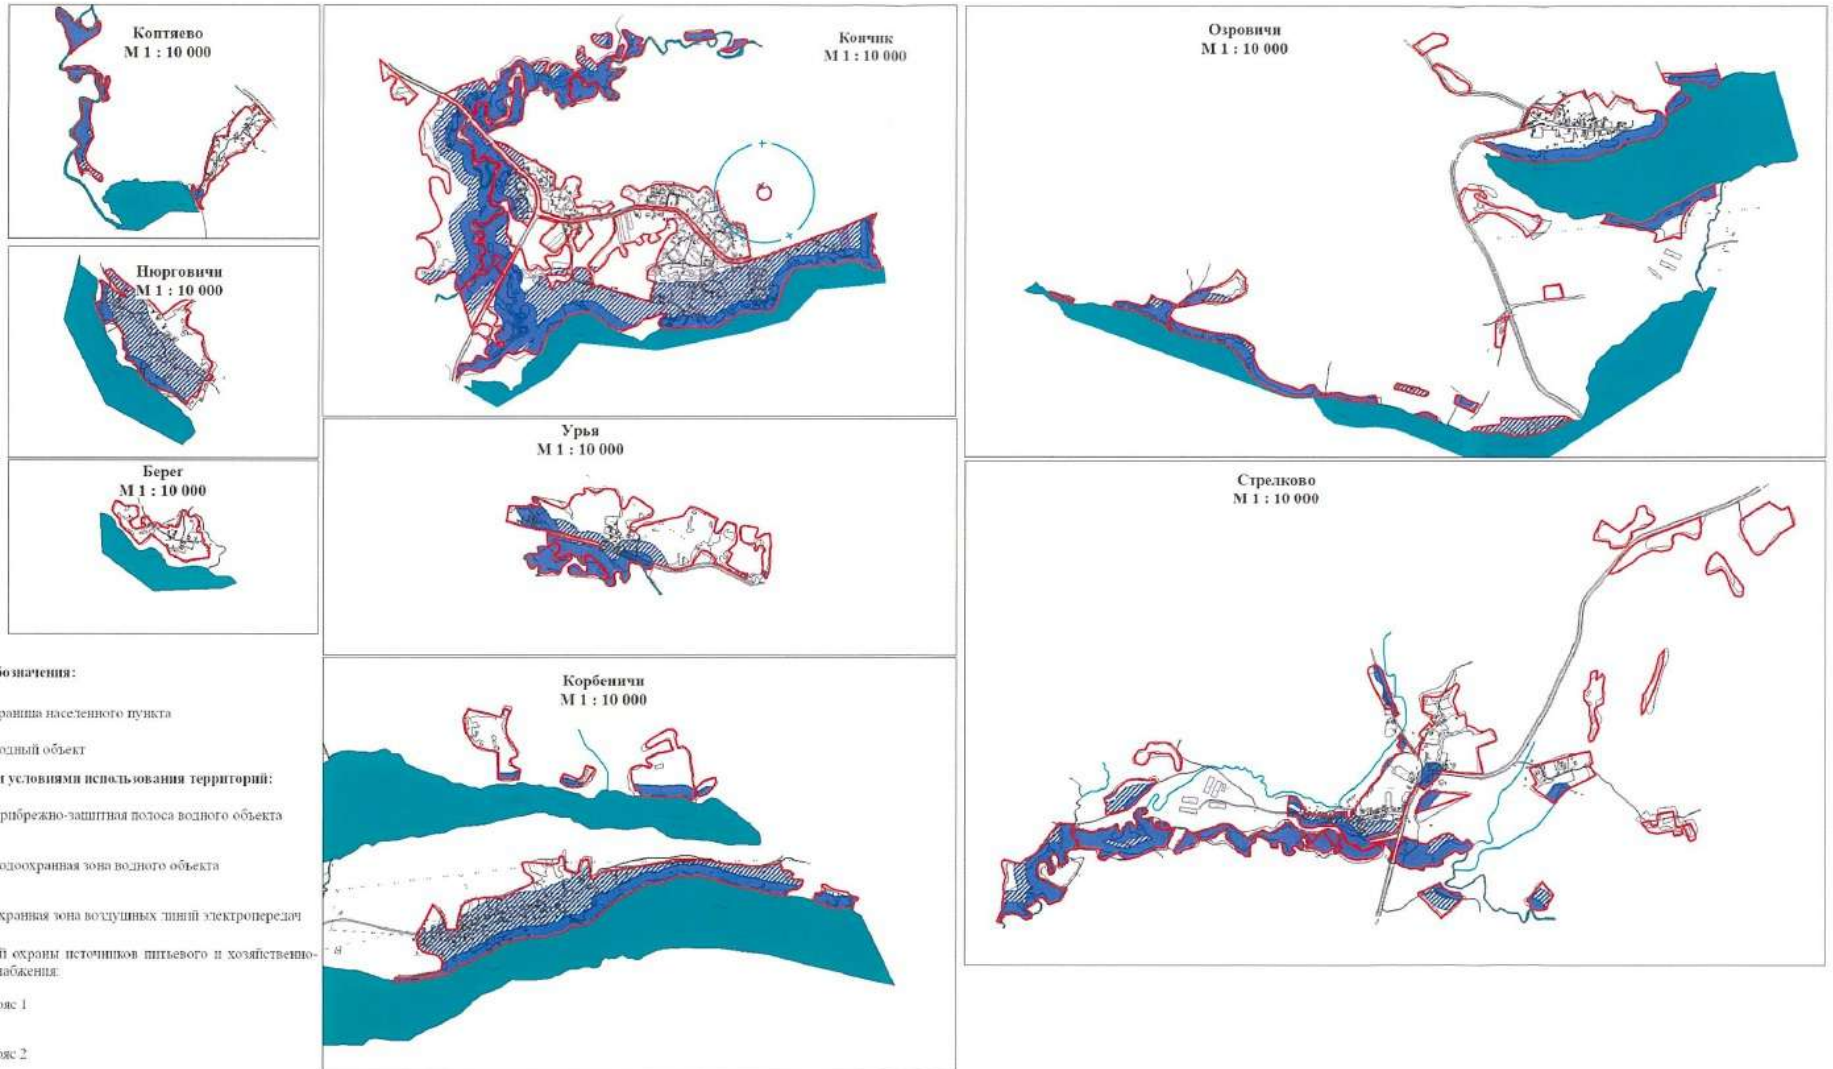 Коптяево
М 1 : 10 000
Кончик
М 1 : 10 000
Озровичи
М 1 : 10 000
Нюрговичи
М 1 : 10 000
Урья
М 1 : 10 000
Берег
М 1 : 10 000
Стрелково
М 1 : 10 000
Корбеничи
М 1 : 10 000
бозначения:
раница населенного пункта
одный объект
и условиями использования территорий:
рибрежно-защитная полоса водного объекта
одоохранная зона водного объекта
хранная зона воздушных линий электропередач
й охраны источников питьевого и хозяйственно-
набжения:
ояс 1
ояс 2